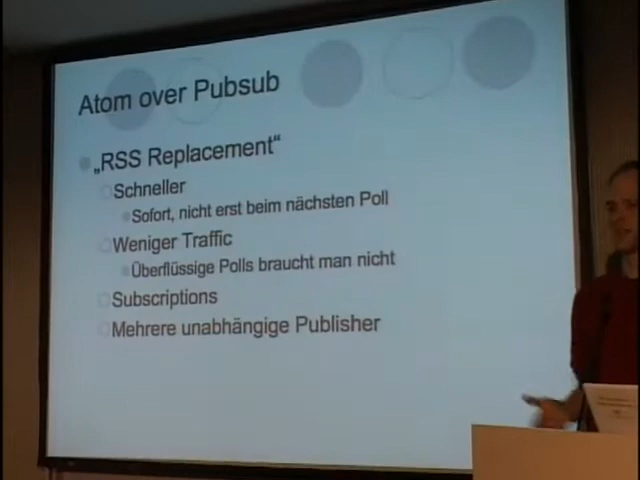 Atom over Pubsub
„RSS Replacement“
Schneller
Sofort, nicht erst beim nächsten Poll
Weniger Traffic
Überflüssige Polls braucht man nicht
Subscriptions
Mehrere unabhängige Publisher